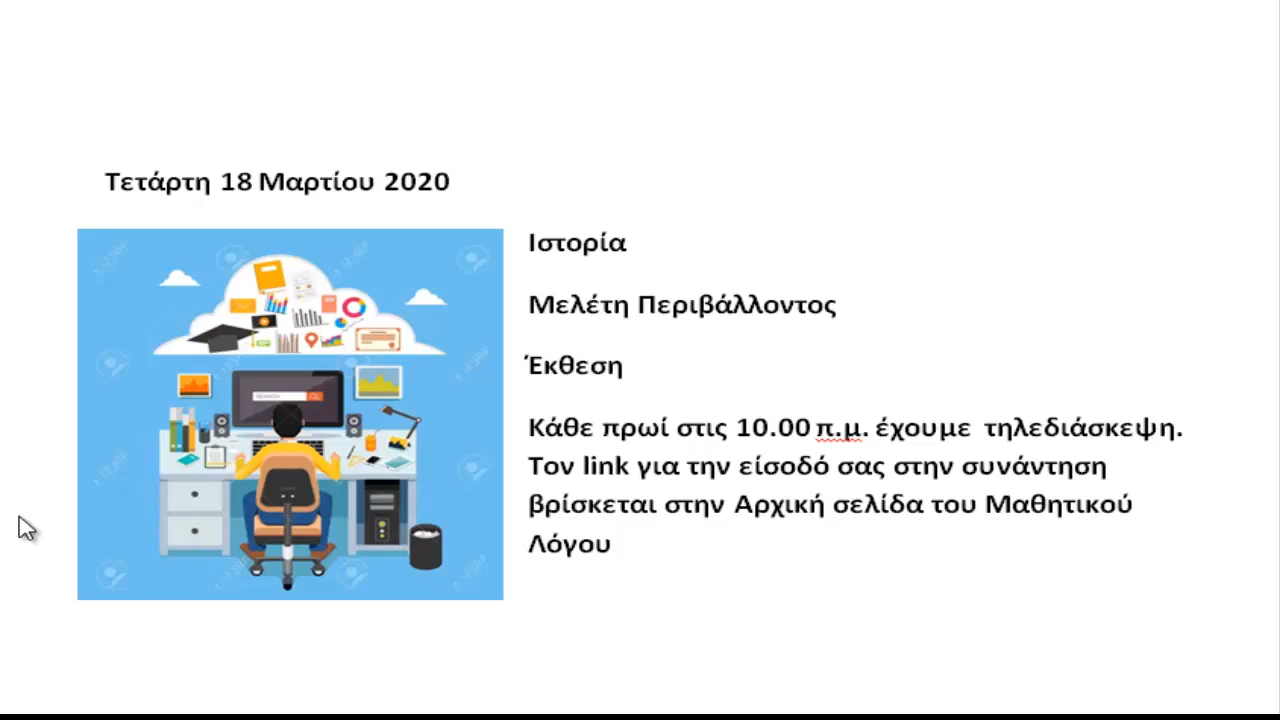 Τετάρτη 18 Μαρτίου 2020
Ιστορία
Μελέτη Περιβάλλοντος
Έκθεση
Κάθε πρωί στις 10.00 π.μ. έχουμε τηλεδιάσκεψη.
Τον link για την είσοδό σας στην συνάντηση
βρίσκεται στην Αρχική σελίδα του Μαθητικού
Λόγου
SEARCH